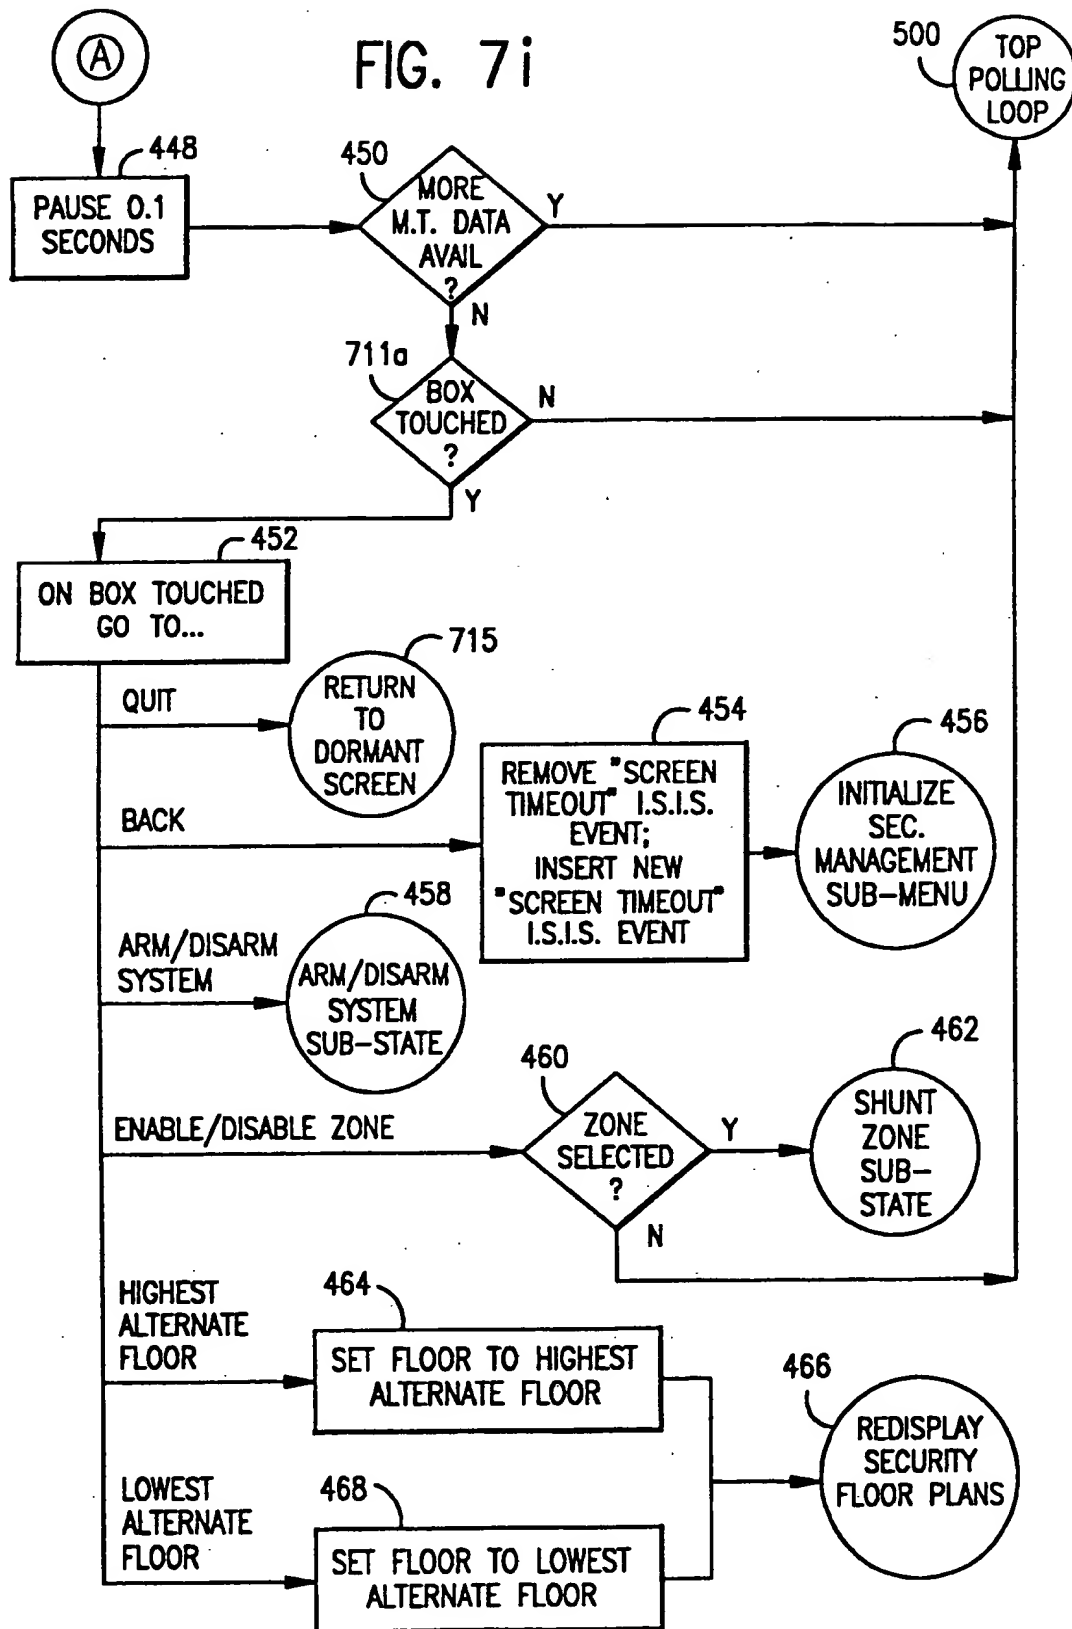 A
FIG. 7i
500
TOP
POLLING
LOOP
448
PAUSE 0.1
SECONDS
450
MORE
M.T. DATA
AVAIL
?
Y
N
711a
BOX
TOUCHED
?
N
Y
452
ON BOX TOUCHED
GO TO...
QUIT
715
RETURN
TO
DORMANT
SCREEN
BACK
454
REMOVE "SCREEN
TIMEOUT" I.S.I.S.
EVENT;
INSERT NEW
"SCREEN TIMEOUT"
I.S.I.S. EVENT
456
INITIALIZE
SEC.
MANAGEMENT
SUB-MENU
ARM/DISARM
SYSTEM
458
ARM/DISARM
SYSTEM
SUB-STATE
ENABLE/DISABLE ZONE
460
ZONE
SELECTED
?
Y
N
462
SHUNT
ZONE
SUB-
STATE
HIGHEST
ALTERNATE
FLOOR
464
SET FLOOR TO HIGHEST
ALTERNATE FLOOR
466
REDISPLAY
SECURITY
FLOOR PLANS
LOWEST
ALTERNATE
FLOOR
468
SET FLOOR TO LOWEST
ALTERNATE FLOOR